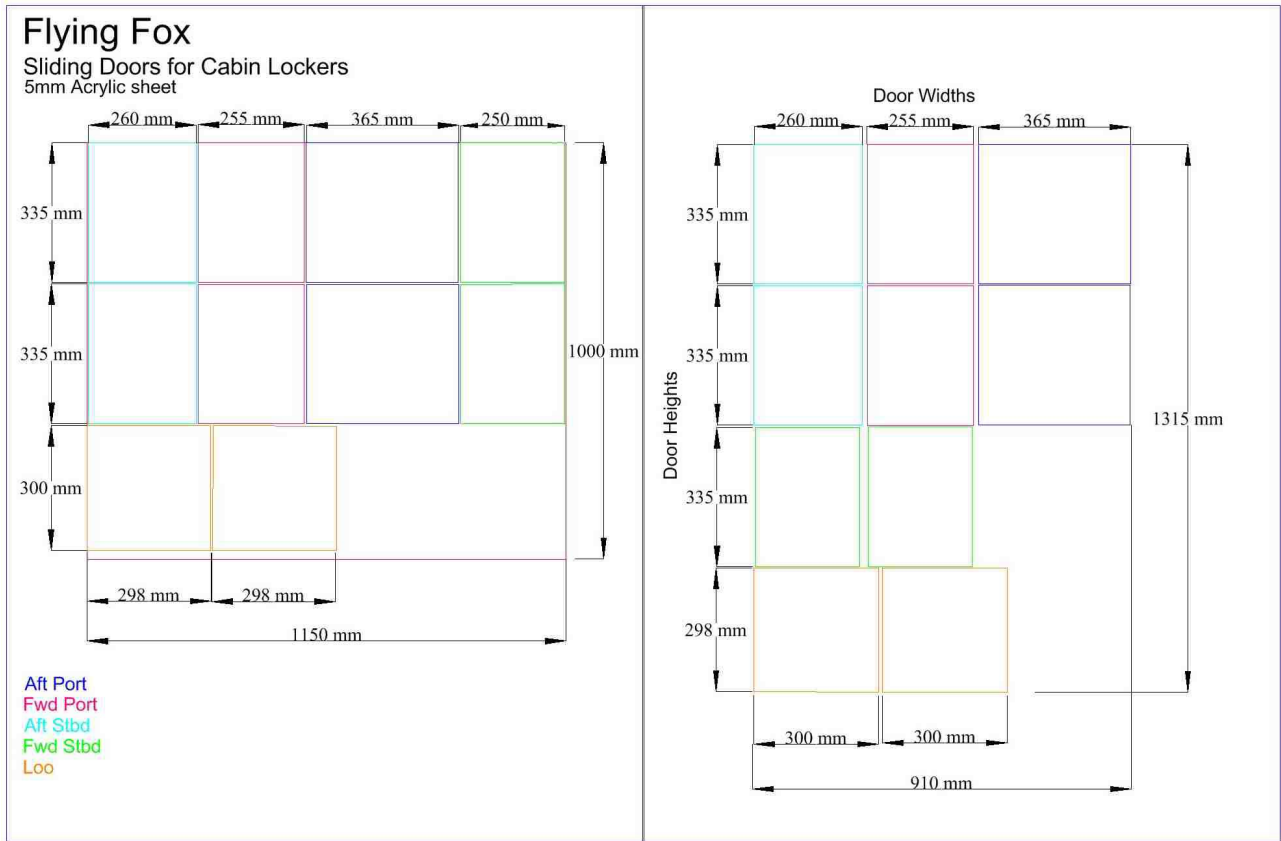 Flying Fox
Sliding Doors for Cabin Lockers
5mm Acrylic sheet
260 mm 255 mm 365 mm 250 mm
335 mm
335 mm
1000 mm
300 mm
298 mm 298 mm
1150 mm
Aft Port
Fwd Port
Aft Stbd
Fwd Stbd
Loo
Door Widths
260 mm 255 mm 365 mm
335 mm
335 mm
Door Heights
1315 mm
335 mm
298 mm
300 mm 300 mm
910 mm